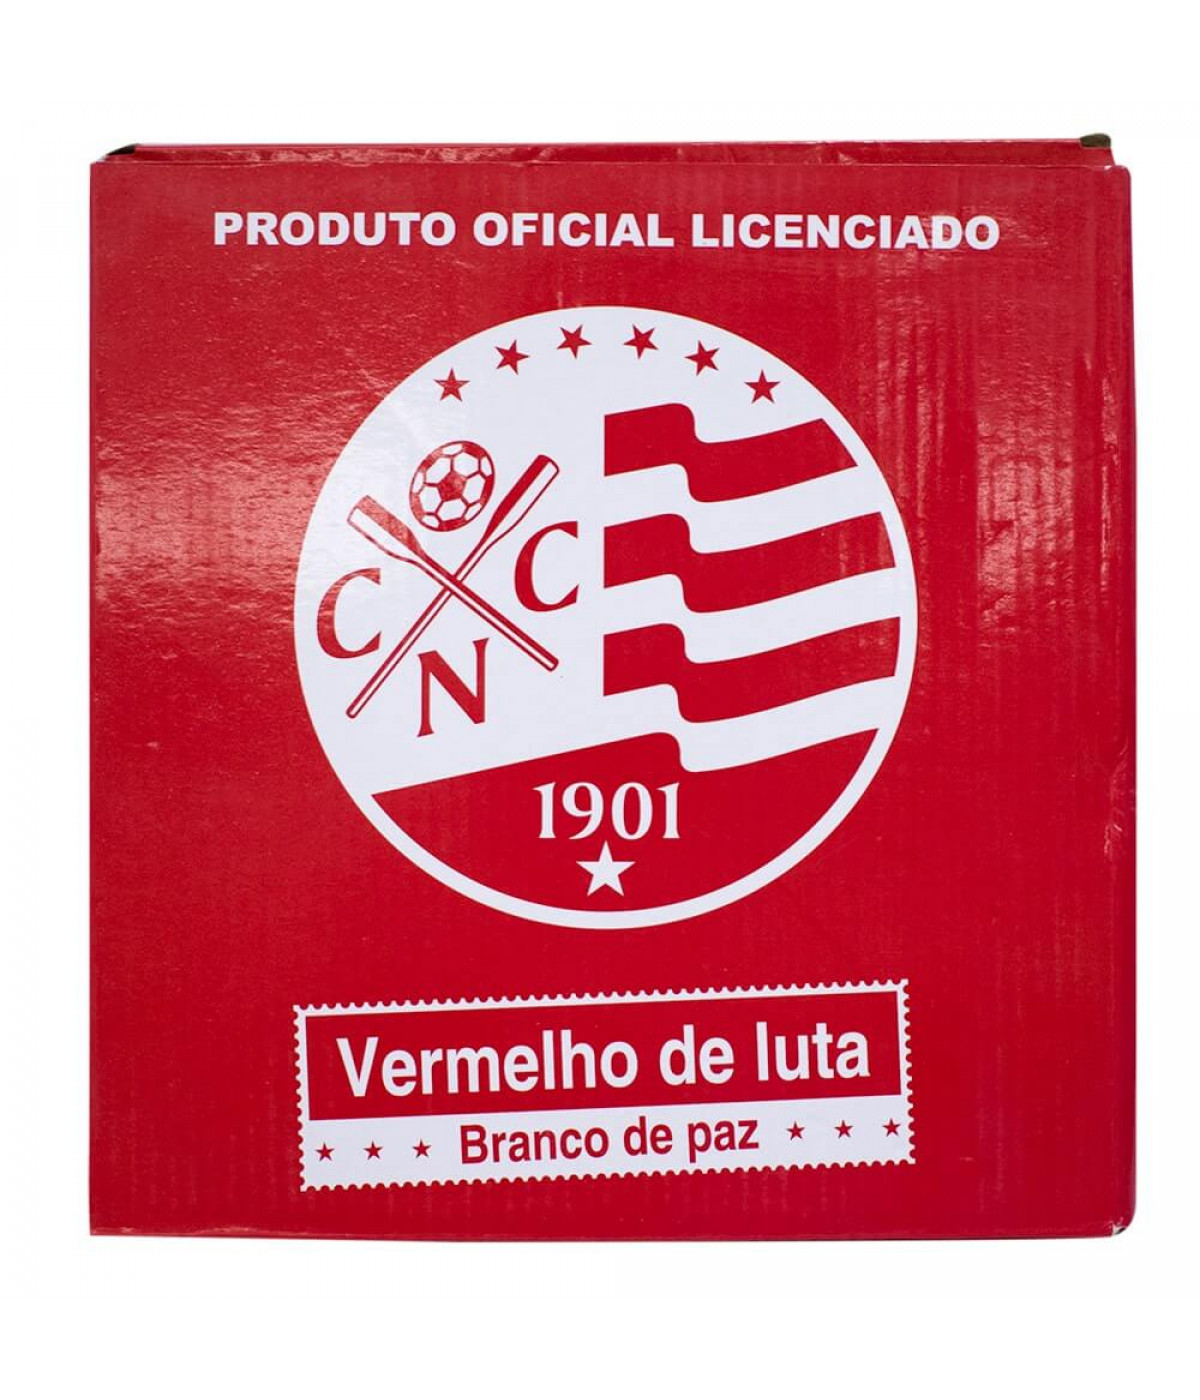 PRODUTO OFICIAL LICENCIADO
C N C
1901
Vermelho de luta
Branco de paz